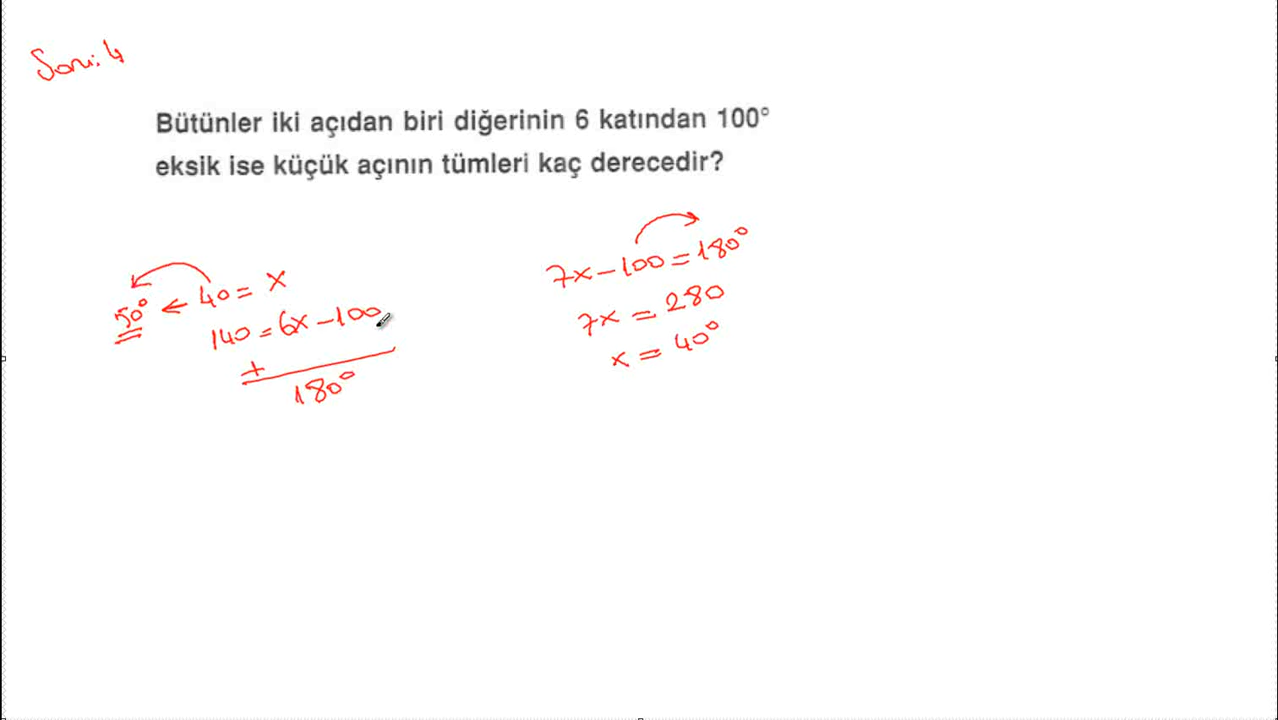 Soru: 4
Bütünler iki açıdan biri diğerinin 6 katından 100°
eksik ise küçük açının tümleri kaç derecedir?
50° ← 40 = x
140 = 6x - 100
+
180°
7x - 100 = 180°
7x = 280
x = 40°